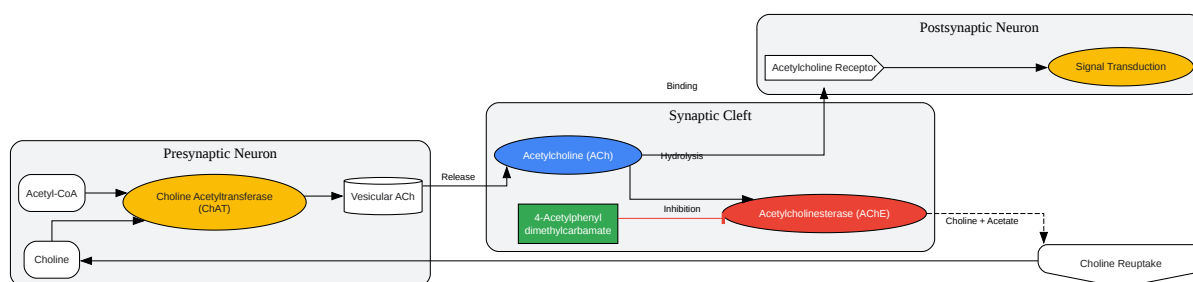 Postsynaptic Neuron
Acetylcholine Receptor
Signal Transduction
Binding
Synaptic Cleft
Acetylcholine (ACh)
Hydrolysis
Presynaptic Neuron
Acetyl-CoA
Choline Acetyltransferase
(ChAT)
Vesicular ACh
Release
4-Acetylphenyl
dimethylcarbamate
Inhibition
Acetylcholinesterase (AChE)
Choline + Acetate
Choline
Choline Reuptake